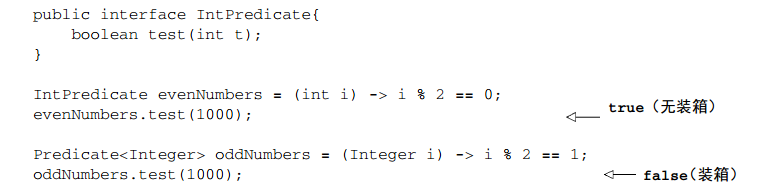 public interface IntPredicate{
    boolean test(int t);
}
IntPredicate evenNumbers = (int i) -> i % 2 == 0;
evenNumbers.test(1000);
true（无装箱）
Predicate<Integer> oddNumbers = (Integer i) -> i % 2 == 1;
oddNumbers.test(1000);
false(装箱）